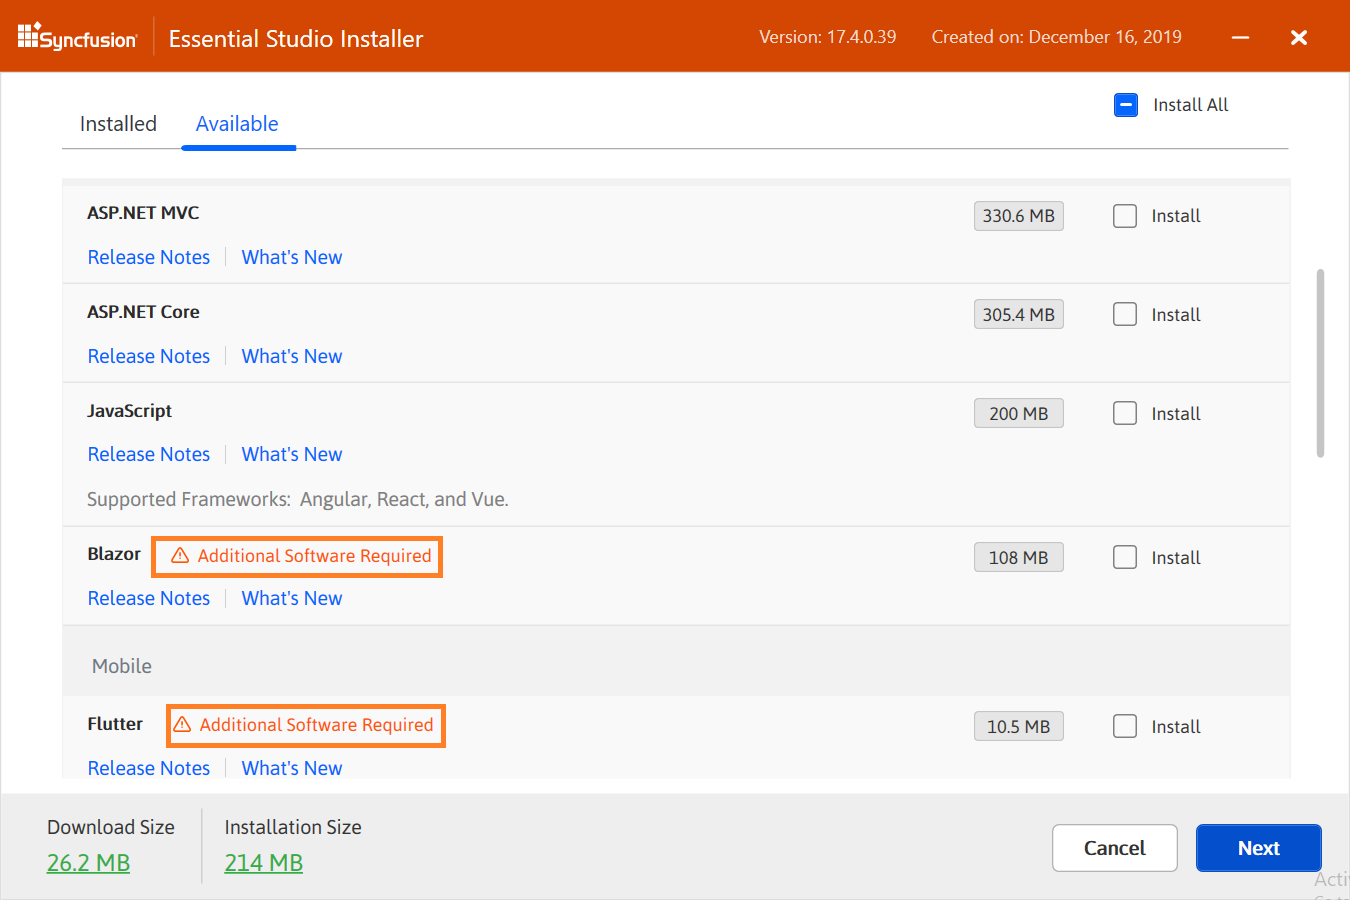 Syncfusion
Essential Studio Installer
Version: 17.4.0.39
Created on: December 16, 2019
Installed
Available
Install All
ASP.NET MVC
330.6 MB
Install
Release Notes
What's New
ASP.NET Core
305.4 MB
Install
Release Notes
What's New
JavaScript
200 MB
Install
Release Notes
What's New
Supported Frameworks: Angular, React, and Vue.
Blazor
Additional Software Required
108 MB
Install
Release Notes
What's New
Mobile
Flutter
Additional Software Required
10.5 MB
Install
Release Notes
What's New
Download Size
Installation Size
26.2 MB
214 MB
Cancel
Next
Acti